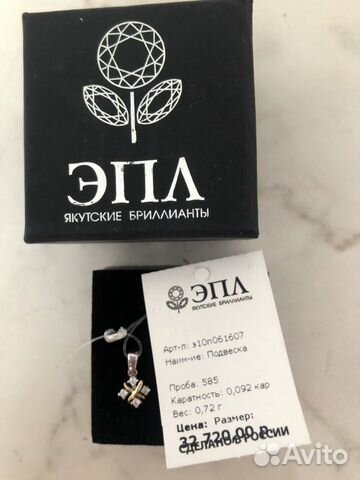 ЭПЛ
ЯКУТСКИЕ БРИЛЛИАНТЫ
ЭПЛ
ЯКУТСКИЕ БРИЛЛИАНТЫ
Арт-л: э10п061607
Наим-ие: Подвеска
Проба: 585
Каратность: 0,092 кар
Вес: 0,72 г
Цена: Размер:
32 720,00 р.
СДЕЛАНО В РОССИИ
Avito